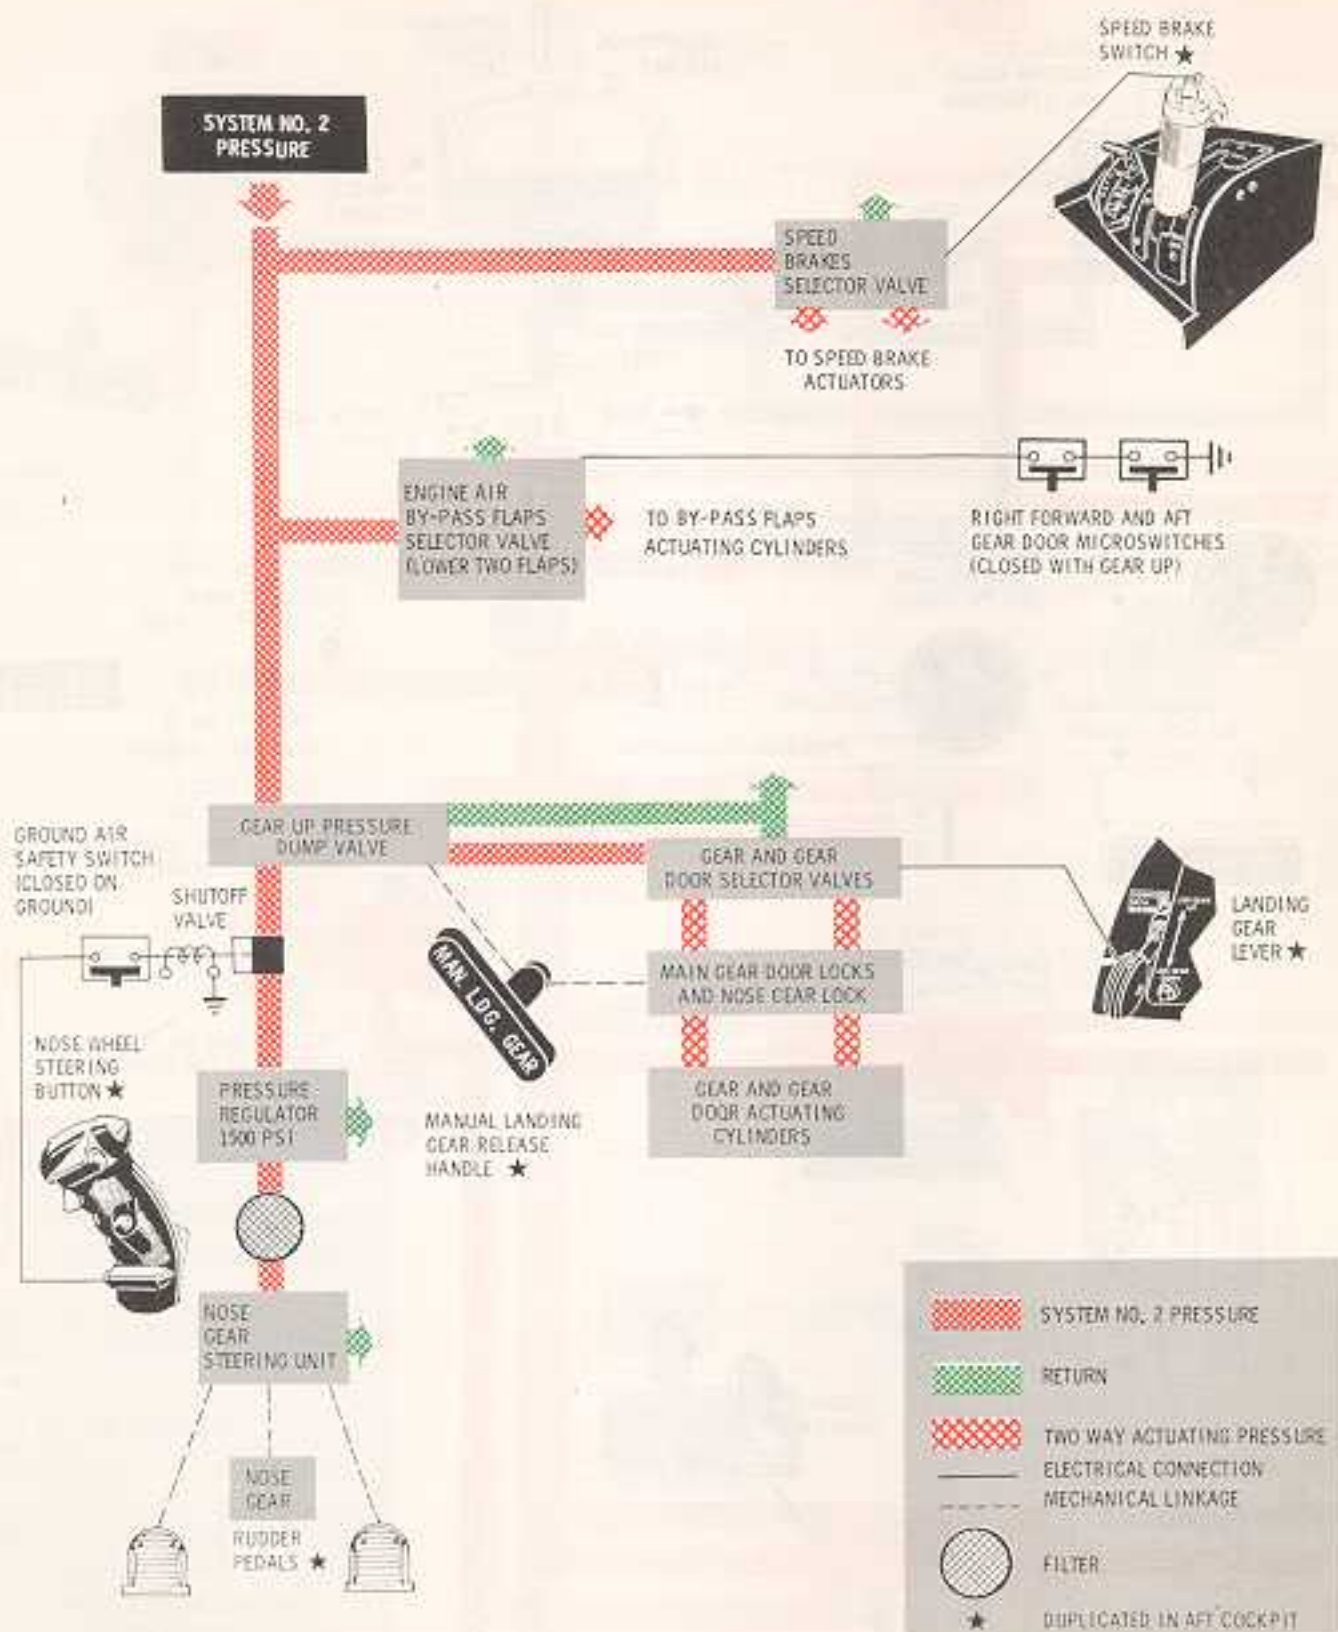 SPEED BRAKE
SWITCH ★
SYSTEM NO. 2
PRESSURE
SPEED
BRAKES
SELECTOR VALVE
TO SPEED BRAKE
ACTUATORS
ENGINE AIR
BY-PASS FLAPS
SELECTOR VALVE
(LOWER TWO FLAPS)
TO BY-PASS FLAPS
ACTUATING CYLINDERS
RIGHT FORWARD AND AFT
GEAR DOOR MICROSWITCHES
(CLOSED WITH GEAR UP)
GEAR UP PRESSURE
DUMP VALVE
GROUND AIR
SAFETY SWITCH
(CLOSED ON
GROUND)
SHUTOFF
VALVE
GEAR AND GEAR
DOOR SELECTOR VALVES
LANDING
GEAR
LEVER ★
MAIN GEAR DOOR LOCKS
AND NOSE GEAR LOCK
MAN. LDG. GEAR
NOSE WHEEL
STEERING
BUTTON ★
PRESSURE
REGULATOR
1500 PSI
MANUAL LANDING
GEAR RELEASE
HANDLE ★
GEAR AND GEAR
DOOR ACTUATING
CYLINDERS
NOSE
GEAR
STEERING UNIT
NOSE
GEAR
RUDDER
PEDALS ★
SYSTEM NO. 2 PRESSURE
RETURN
TWO WAY ACTUATING PRESSURE
ELECTRICAL CONNECTION
MECHANICAL LINKAGE
FILTER
★ DUPLICATED IN AFT COCKPIT